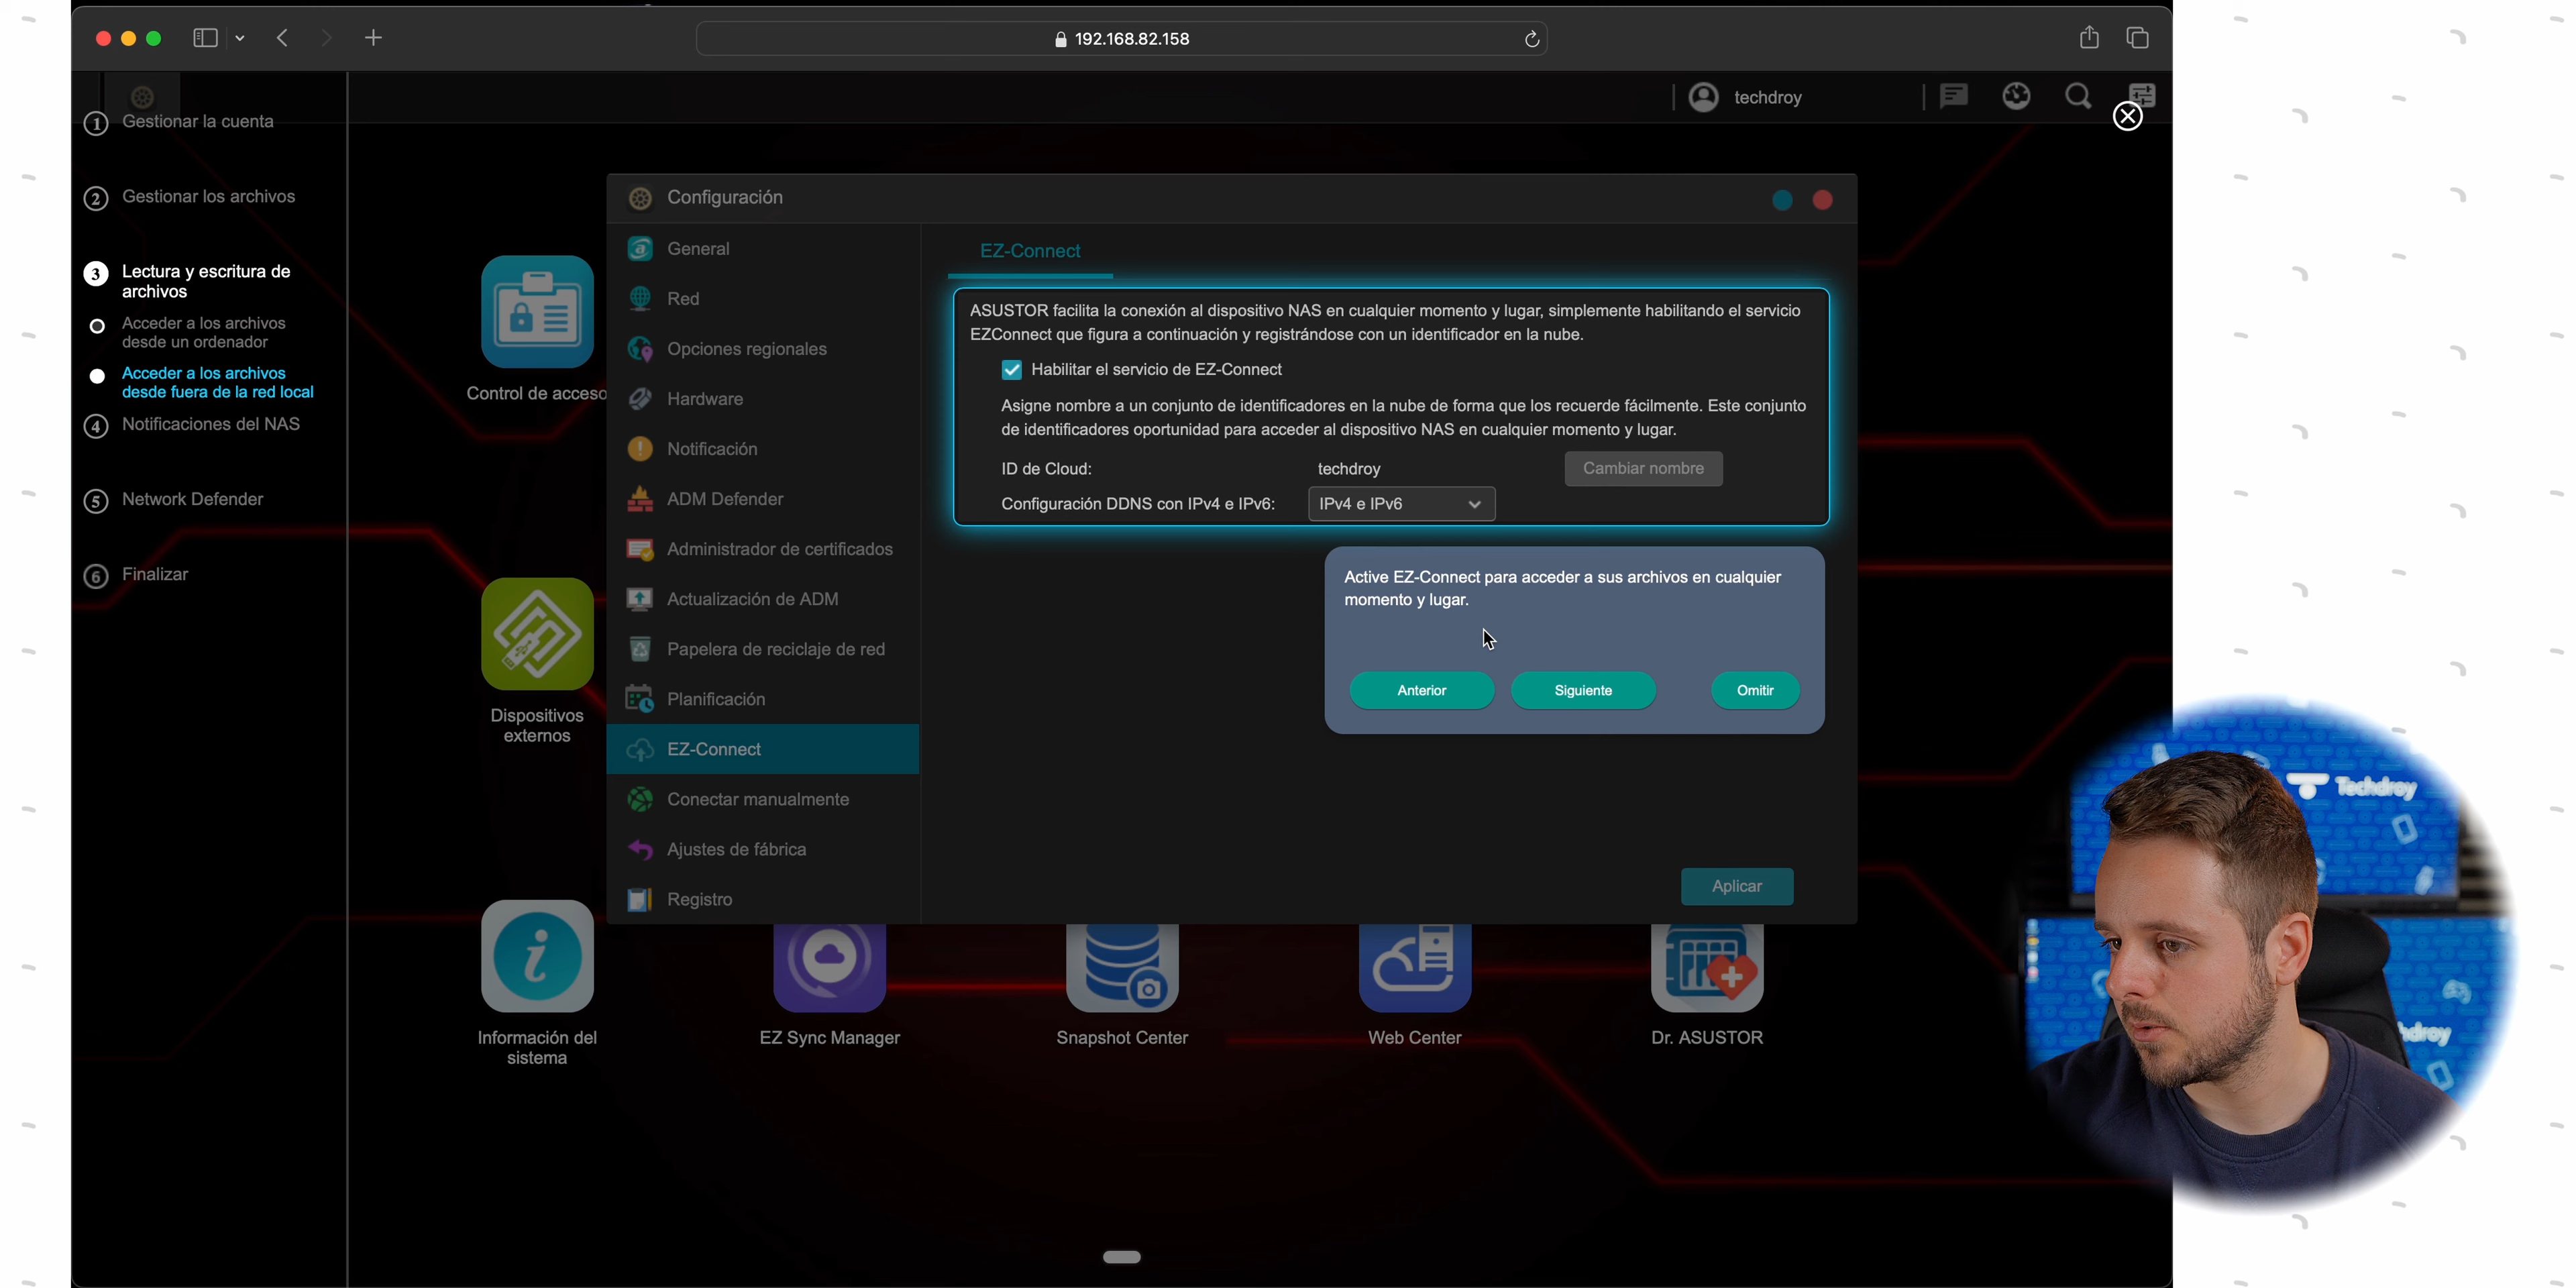 192.168.82.158
techdroy
1 Gestionar la cuenta
2 Gestionar los archivos
3 Lectura y escritura de
archivos
Acceder a los archivos
desde un ordenador
Acceder a los archivos
desde fuera de la red local
4 Notificaciones del NAS
5 Network Defender
6 Finalizar
Control de acceso
Dispositivos
externos
Información del
sistema
Configuración
General
Red
Opciones regionales
Hardware
Notificación
ADM Defender
Administrador de certificados
Actualización de ADM
Papelera de reciclaje de red
Planificación
EZ-Connect
Conectar manualmente
Ajustes de fábrica
Registro
EZ-Connect
ASUSTOR facilita la conexión al dispositivo NAS en cualquier momento y lugar, simplemente habilitando el servicio
EZConnect que figura a continuación y registrándose con un identificador en la nube.
Habilitar el servicio de EZ-Connect
Asigne nombre a un conjunto de identificadores en la nube de forma que los recuerde fácilmente. Este conjunto
de identificadores oportunidad para acceder al dispositivo NAS en cualquier momento y lugar.
ID de Cloud: techdroy Cambiar nombre
Configuración DDNS con IPv4 e IPv6: IPv4 e IPv6
Active EZ-Connect para acceder a sus archivos en cualquier
momento y lugar.
Anterior Siguiente Omitir
Aplicar
EZ Sync Manager
Snapshot Center
Web Center
Dr. ASUSTOR
Techdroy